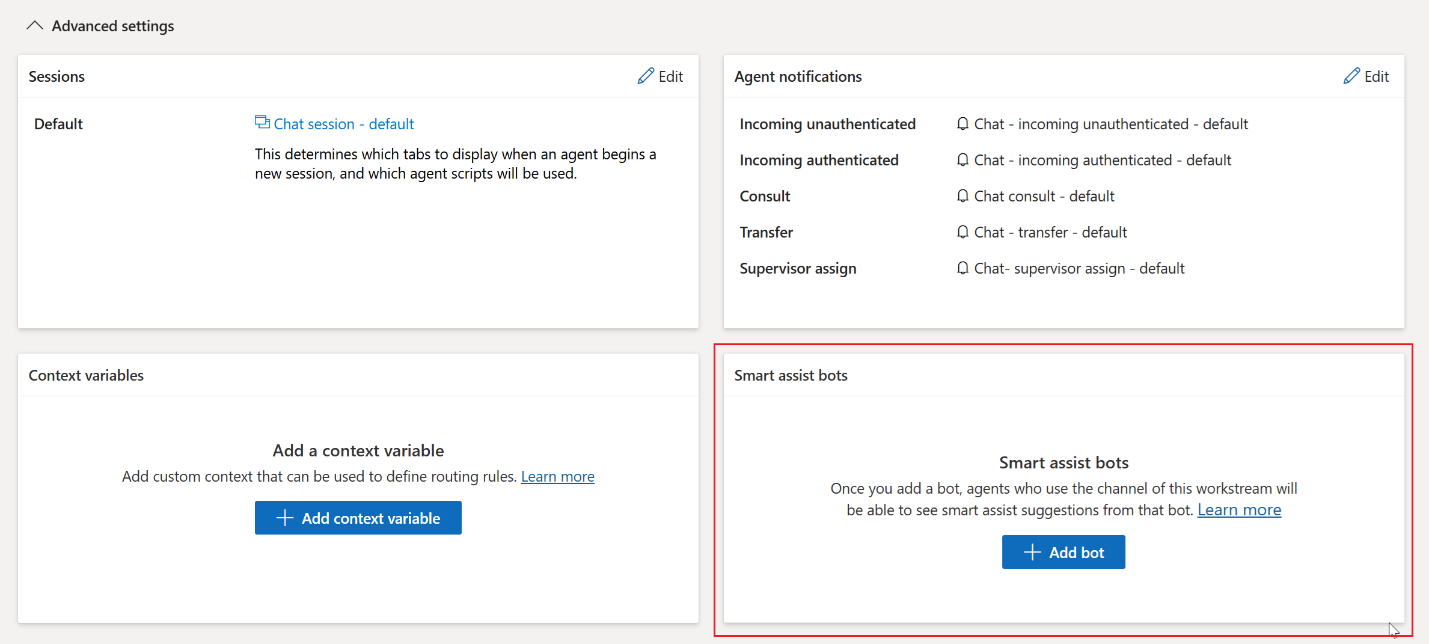 Advanced settings
Sessions
Edit
Default
Chat session - default
This determines which tabs to display when an agent begins a
new session, and which agent scripts will be used.
Agent notifications
Edit
Incoming unauthenticated
Chat - incoming unauthenticated - default
Incoming authenticated
Chat - incoming authenticated - default
Consult
Chat consult - default
Transfer
Chat - transfer - default
Supervisor assign
Chat- supervisor assign - default
Context variables
Add a context variable
Add custom context that can be used to define routing rules. Learn more
Add context variable
Smart assist bots
Smart assist bots
Once you add a bot, agents who use the channel of this workstream will
be able to see smart assist suggestions from that bot. Learn more
Add bot